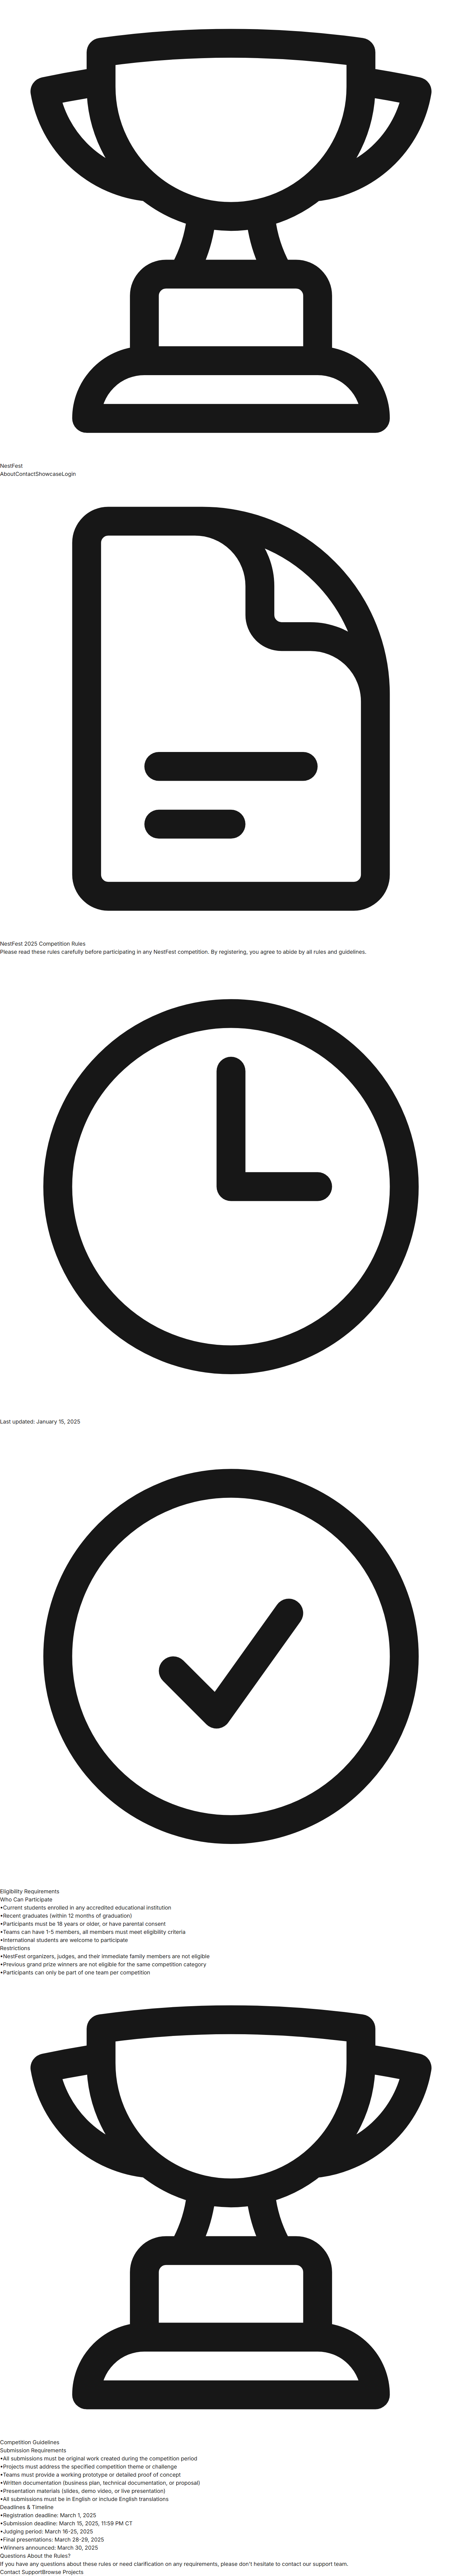 NestFest
AboutContactShowcaseLogin
NestFest 2025 Competition Rules
Please read these rules carefully before participating in any NestFest competition. By registering, you agree to abide by all rules and guidelines.
Last updated: January 15, 2025
Eligibility Requirements
Who Can Participate
•Current students enrolled in any accredited educational institution
•Recent graduates (within 12 months of graduation)
•Participants must be 18 years or older, or have parental consent
•Teams can have 1-5 members, all members must meet eligibility criteria
•International students are welcome to participate
Restrictions
•NestFest organizers, judges, and their immediate family members are not eligible
•Previous grand prize winners are not eligible for the same competition category
•Participants can only be part of one team per competition
Competition Guidelines
Submission Requirements
•All submissions must be original work created during the competition period
•Projects must address the specified competition theme or challenge
•Teams must provide a working prototype or detailed proof of concept
•Written documentation (business plan, technical documentation, or proposal)
•Presentation materials (slides, demo video, or live presentation)
•All submissions must be in English or include English translations
Deadlines & Timeline
•Registration deadline: March 1, 2025
•Submission deadline: March 15, 2025, 11:59 PM CT
•Judging period: March 16-25, 2025
•Final presentations: March 28-29, 2025
•Winners announced: March 30, 2025
Questions About the Rules?
If you have any questions about these rules or need clarification on any requirements, please don't hesitate to contact our support team.
Contact SupportBrowse Projects